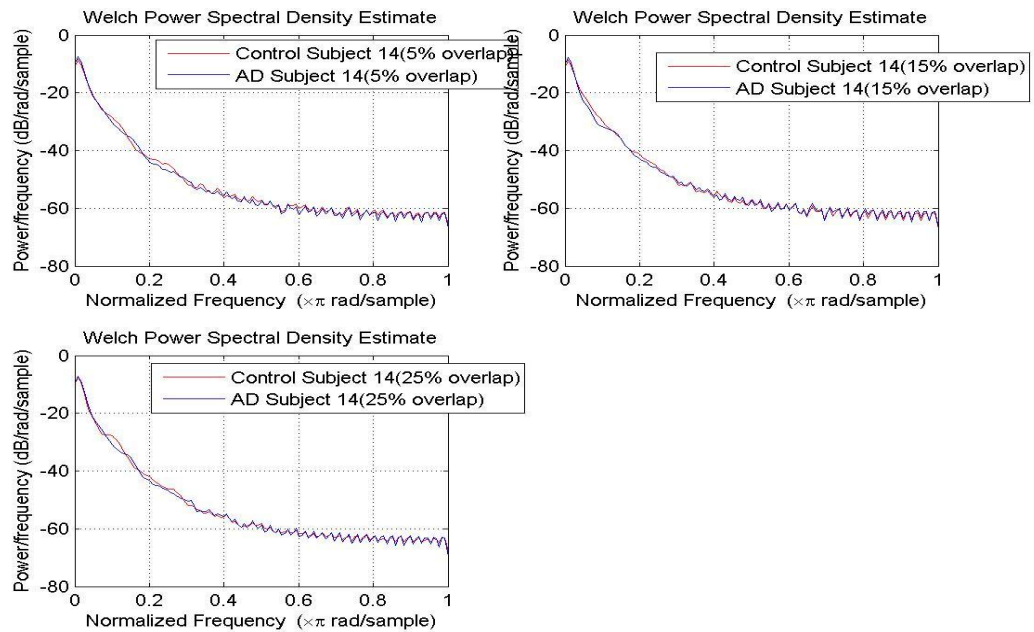 Welch Power Spectral Density Estimate
Power/frequency (dB/rad/sample)
0
-20
-40
-60
-80
Control Subject 14(5% overlap)
AD Subject 14(5% overlap)
0 0.2 0.4 0.6 0.8 1
Normalized Frequency (×π rad/sample)
Welch Power Spectral Density Estimate
Power/frequency (dB/rad/sample)
0
-20
-40
-60
-80
Control Subject 14(15% overlap)
AD Subject 14(15% overlap)
0 0.2 0.4 0.6 0.8 1
Normalized Frequency (×π rad/sample)
Welch Power Spectral Density Estimate
Power/frequency (dB/rad/sample)
0
-20
-40
-60
-80
Control Subject 14(25% overlap)
AD Subject 14(25% overlap)
0 0.2 0.4 0.6 0.8 1
Normalized Frequency (×π rad/sample)